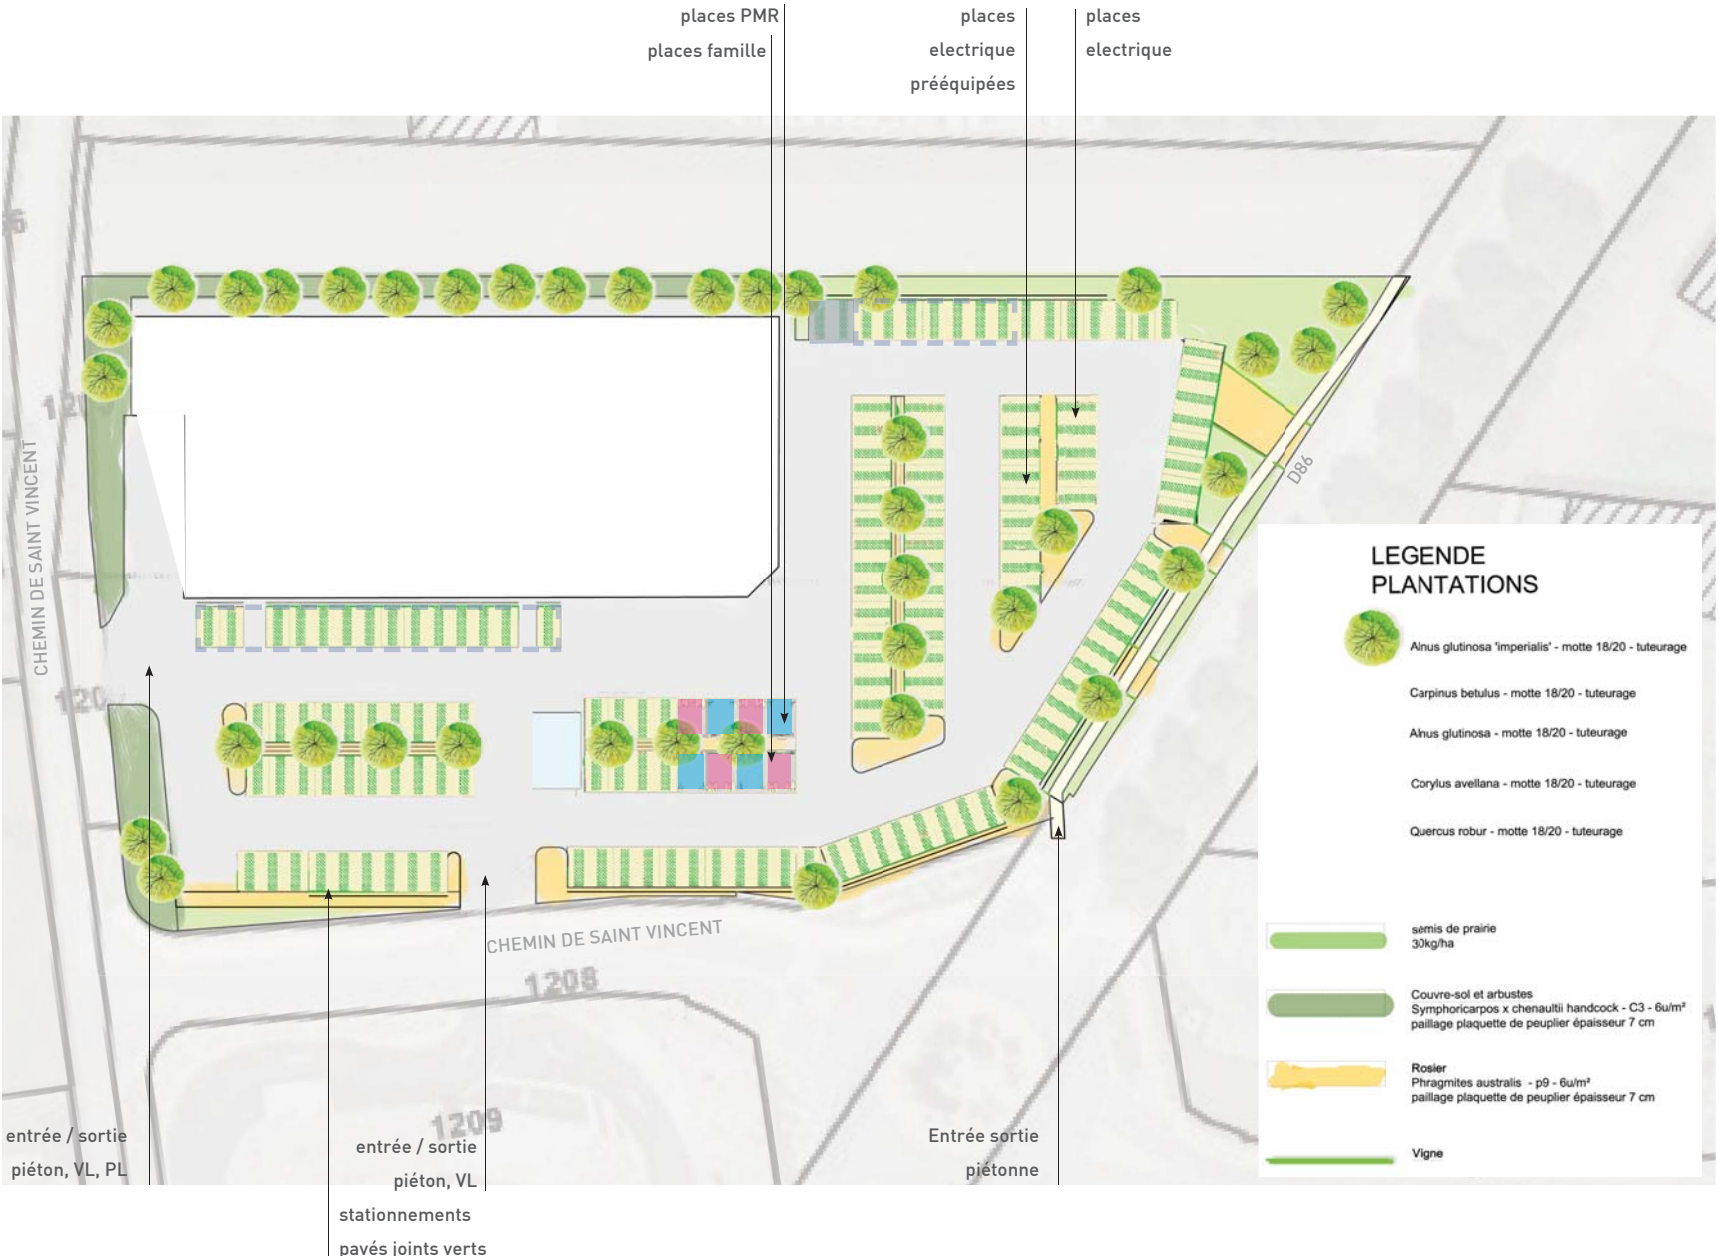 places PMR
places famille
places
electrique
prééquipées
places
electrique
CHEMIN DE SAINT VINCENT
D86
CHEMIN DE SAINT VINCENT
1208
1209
LEGENDE
PLANTATIONS
Alnus glutinosa 'imperialis' - motte 18/20 - tuteurage
Carpinus betulus - motte 18/20 - tuteurage
Alnus glutinosa - motte 18/20 - tuteurage
Corylus avellana - motte 18/20 - tuteurage
Quercus robur - motte 18/20 - tuteurage
semis de prairie
30kg/ha
Couvre-sol et arbustes
Symphoricarpos x chenaultii handcock - C3 - 6u/m²
paillage plaquette de peuplier épaisseur 7 cm
Rosier
Phragmites australis - p9 - 6u/m²
paillage plaquette de peuplier épaisseur 7 cm
Vigne
entrée / sortie
piéton, VL, PL
entrée / sortie
piéton, VL
Entrée sortie
piétonne
stationnements
pavés joints verts